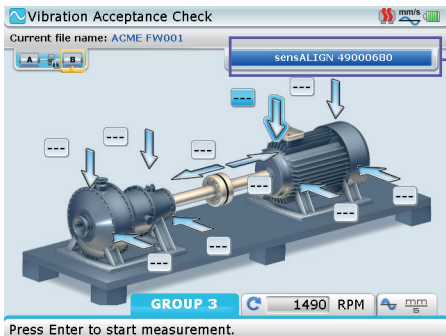 Vibration Acceptance Check
mm/s
Current file name: ACME FW001
A B
sensALIGN 490006B0
---
---
---
---
---
---
---
---
---
---
---
GROUP 3
1490 RPM
mm
s
Press Enter to start measurement.